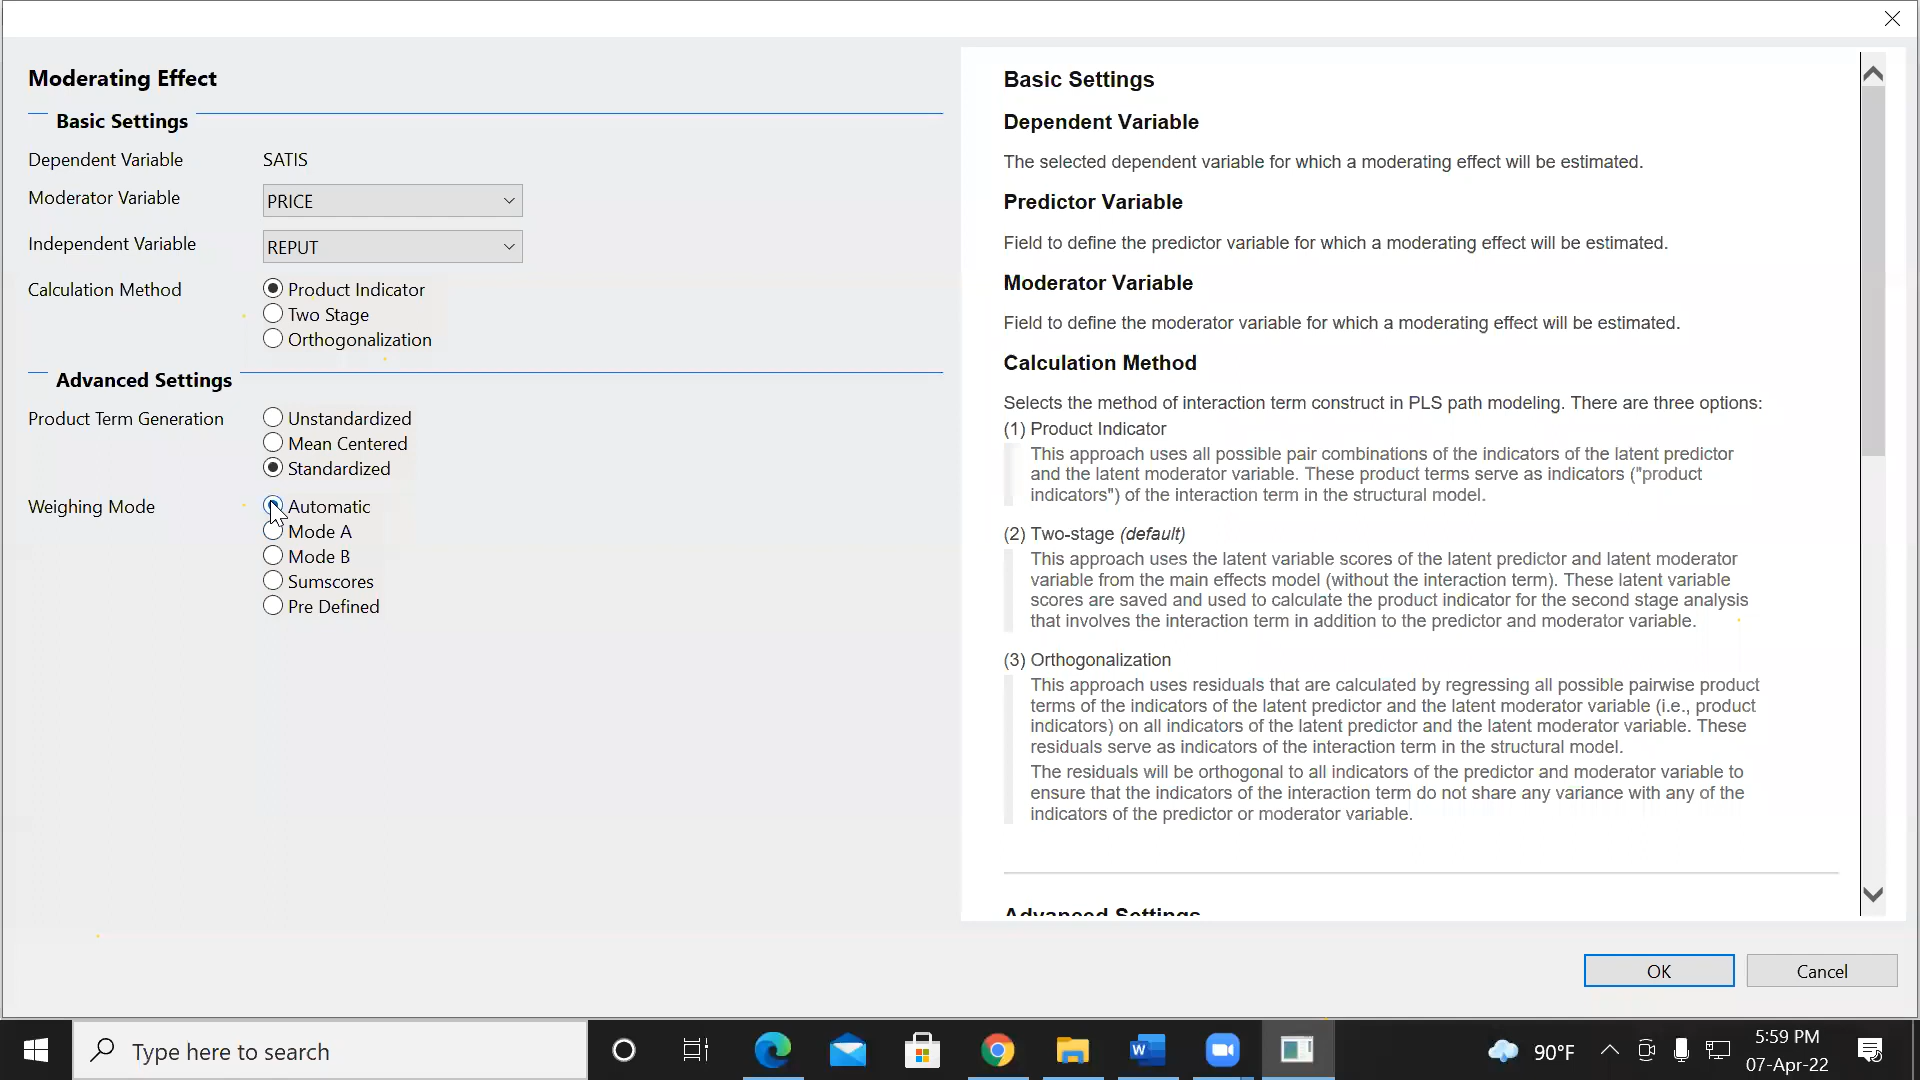 Moderating Effect
Basic Settings
Dependent Variable SATIS
Moderator Variable PRICE
Independent Variable REPUT
Calculation Method Product Indicator
Two Stage
Orthogonalization
Advanced Settings
Product Term Generation Unstandardized
Mean Centered
Standardized
Weighing Mode Automatic
Mode A
Mode B
Sumscores
Pre Defined
Basic Settings
Dependent Variable
The selected dependent variable for which a moderating effect will be estimated.
Predictor Variable
Field to define the predictor variable for which a moderating effect will be estimated.
Moderator Variable
Field to define the moderator variable for which a moderating effect will be estimated.
Calculation Method
Selects the method of interaction term construct in PLS path modeling. There are three options:
(1) Product Indicator
This approach uses all possible pair combinations of the indicators of the latent predictor
and the latent moderator variable. These product terms serve as indicators ("product
indicators") of the interaction term in the structural model.
(2) Two-stage (default)
This approach uses the latent variable scores of the latent predictor and latent moderator
variable from the main effects model (without the interaction term). These latent variable
scores are saved and used to calculate the product indicator for the second stage analysis
that involves the interaction term in addition to the predictor and moderator variable.
(3) Orthogonalization
This approach uses residuals that are calculated by regressing all possible pairwise product
terms of the indicators of the latent predictor and the latent moderator variable (i.e., product
indicators) on all indicators of the latent predictor and the latent moderator variable. These
residuals serve as indicators of the interaction term in the structural model.
The residuals will be orthogonal to all indicators of the predictor and moderator variable to
ensure that the indicators of the interaction term do not share any variance with any of the
indicators of the predictor or moderator variable.
Advanced Settings
OK Cancel
Type here to search
90°F
5:59 PM
07-Apr-22